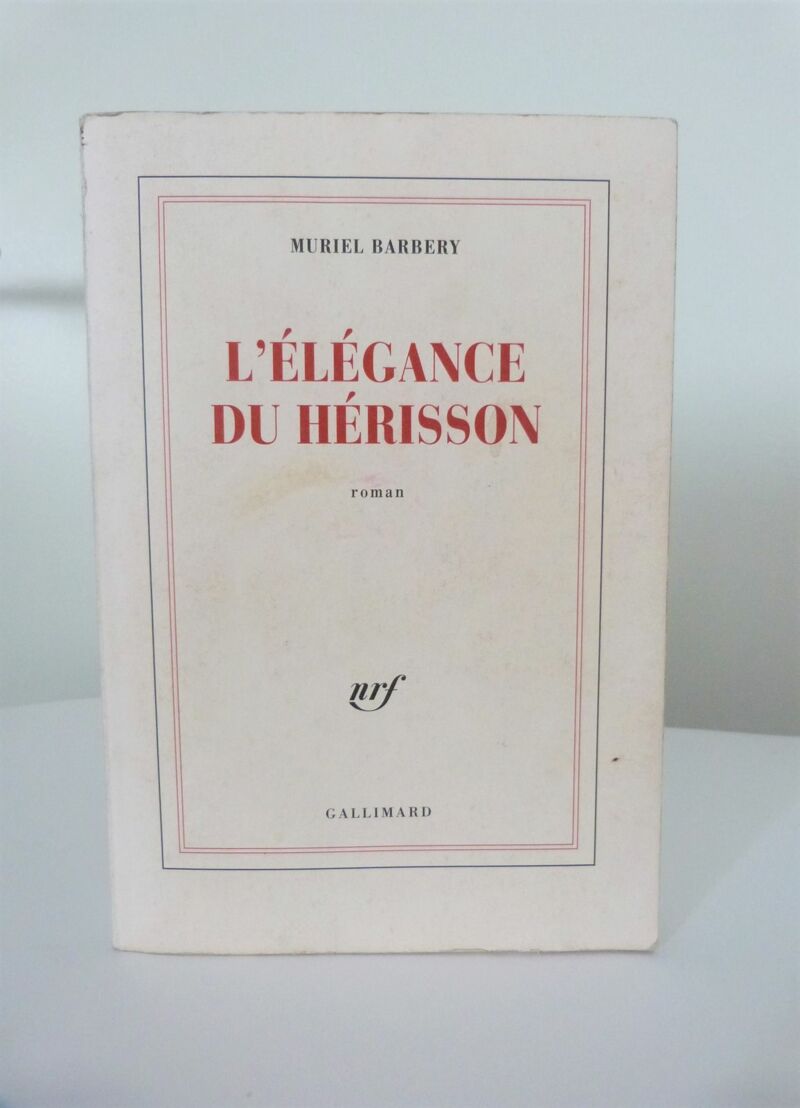 MURIEL BARBERY
L’ÉLÉGANCE
DU HÉRISSON
roman
nrf
GALLIMARD